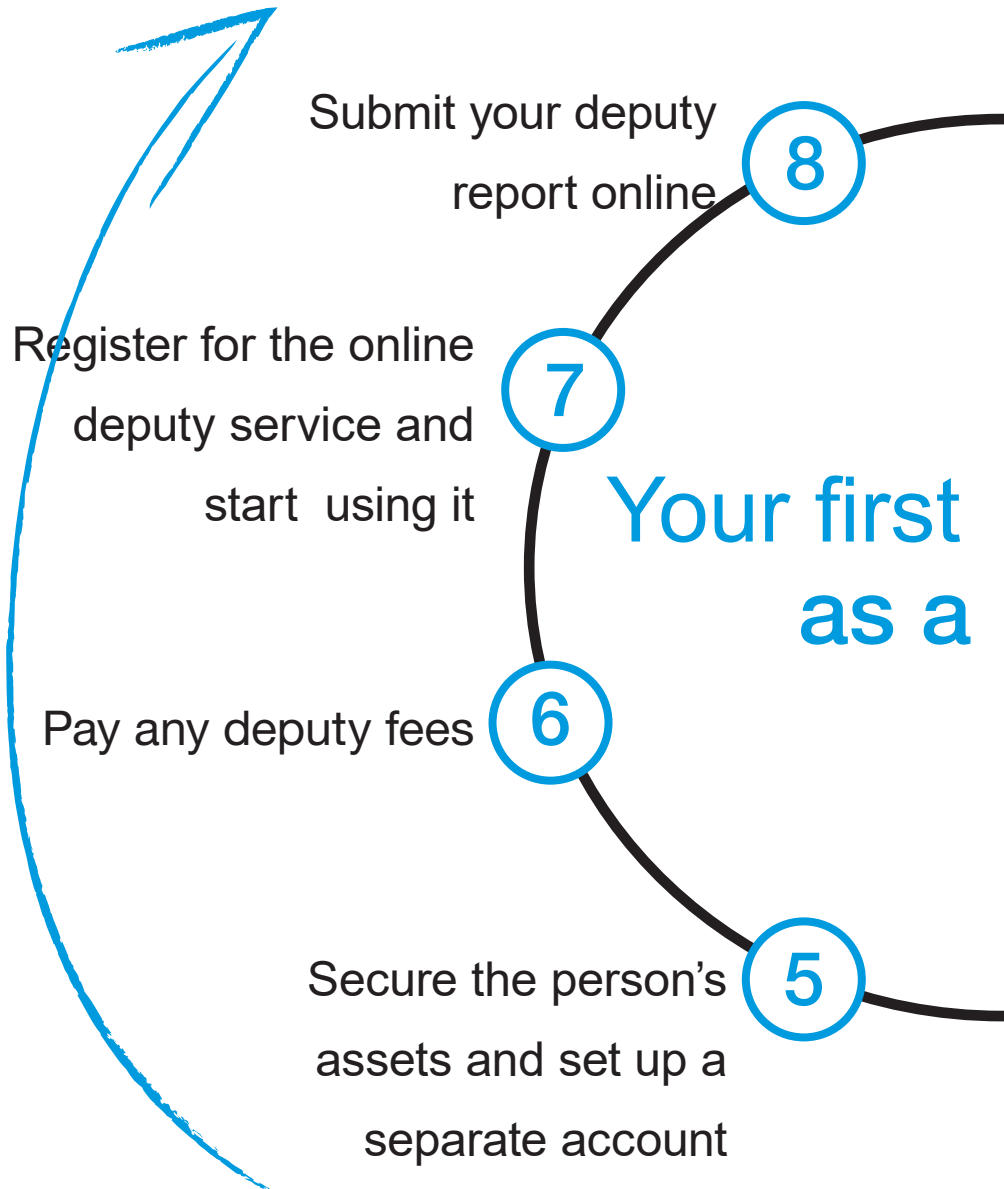 Submit your deputy
report online
8
Register for the online
deputy service and
start  using it
7
Your first
as a
Pay any deputy fees
6
Secure the person's
assets and set up a
separate account
5